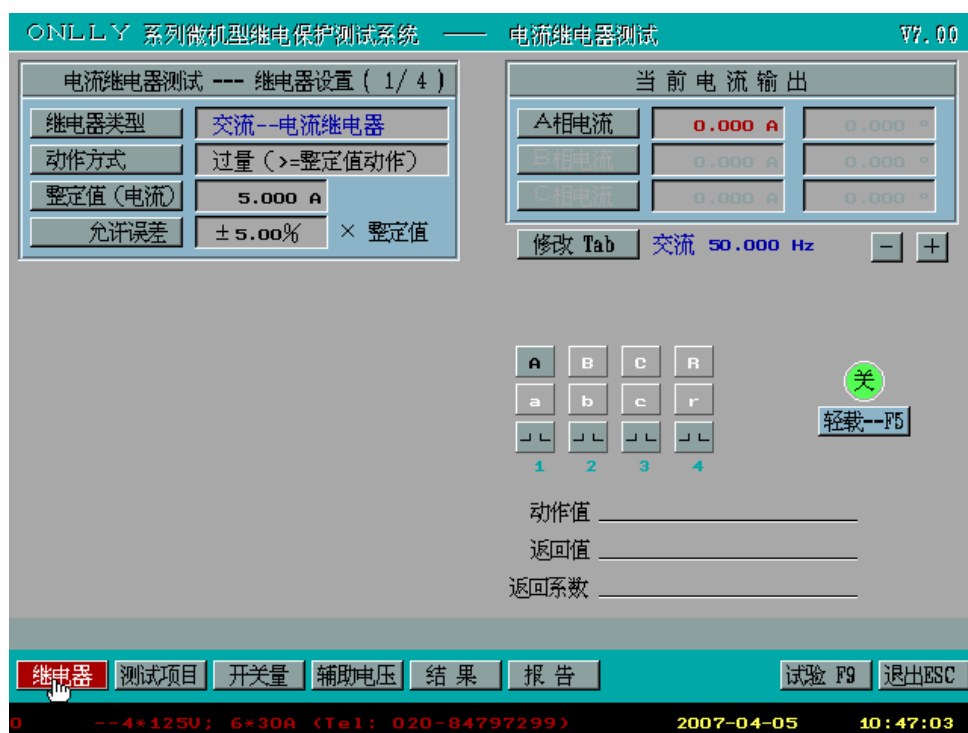 ONLLY 系列微机型继电保护测试系统 —— 电流继电器测试 V7.00
电流继电器测试 --- 继电器设置 ( 1/ 4 )
继电器类型 交流--电流继电器
动作方式 过量 (>=整定值动作)
整定值 (电流) 5.000 A
允许误差 ±5.00% × 整定值
当 前 电 流 输 出
A相电流 0.000 A 0.000 °
B相电流 0.000 A 0.000 °
C相电流 0.000 A 0.000 °
修改 Tab 交流 50.000 Hz - +
A B C R
a b c r
1 2 3 4
关
轻载--F5
动作值
返回值
返回系数
继电器 测试项目 开关量 辅助电压 结 果 报 告 试验 F9 退出ESC
0 --4*125V; 6*30A (Tel: 020-84797299) 2007-04-05 10:47:03